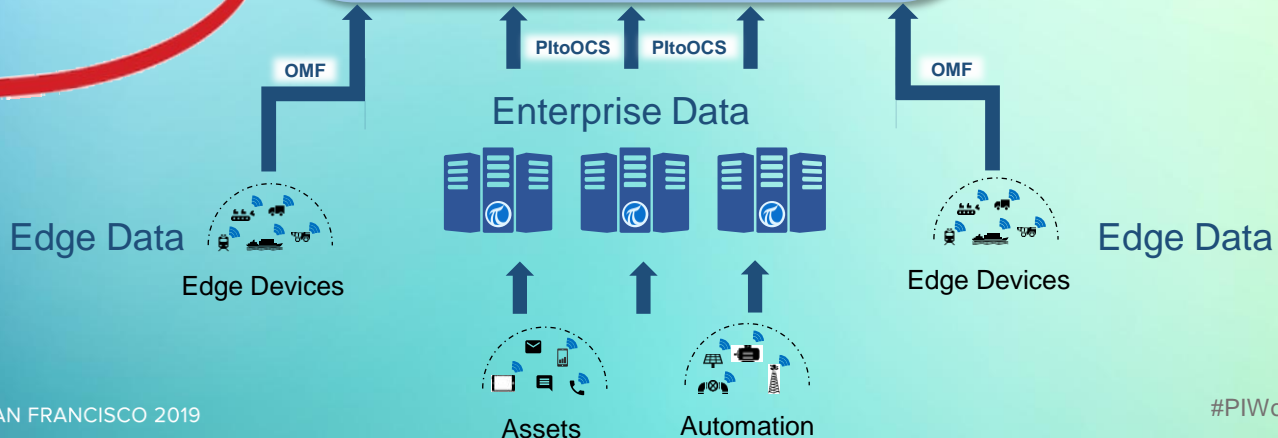 PItoOCS PItoOCS
OMF
OMF
Enterprise Data
Edge Data
Edge Data
Edge Devices
Edge Devices
AN FRANCISCO 2019
#PIWo
Assets
Automation